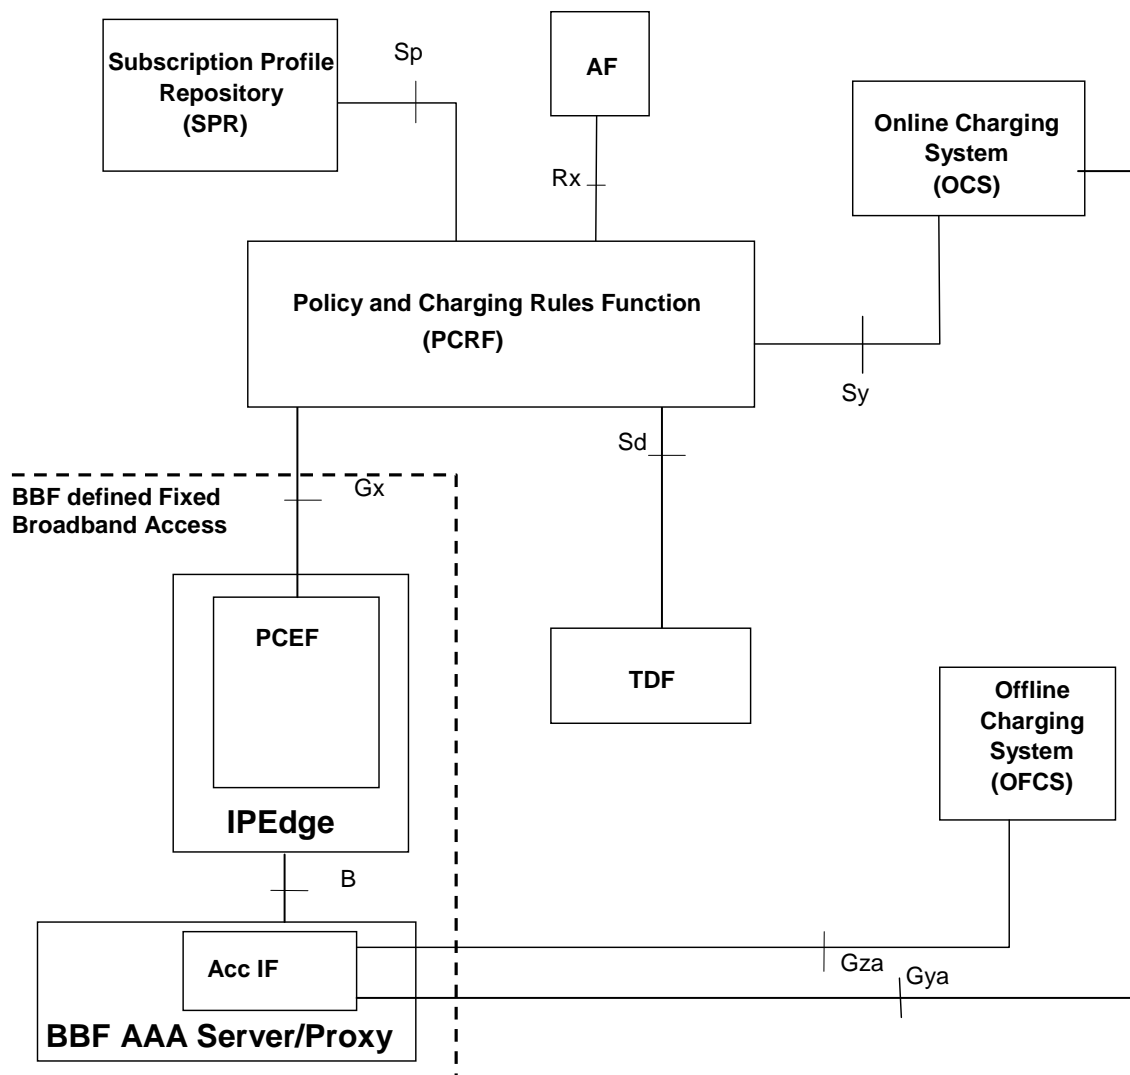 Subscription Profile
Repository
(SPR)
Sp
AF
Rx
Online Charging
System
(OCS)
Policy and Charging Rules Function
(PCRF)
Sy
Sd
Gx
BBF defined Fixed
Broadband Access
PCEF
IPEdge
TDF
Offline
Charging
System
(OFCS)
B
Acc IF
BBF AAA Server/Proxy
Gza
Gya